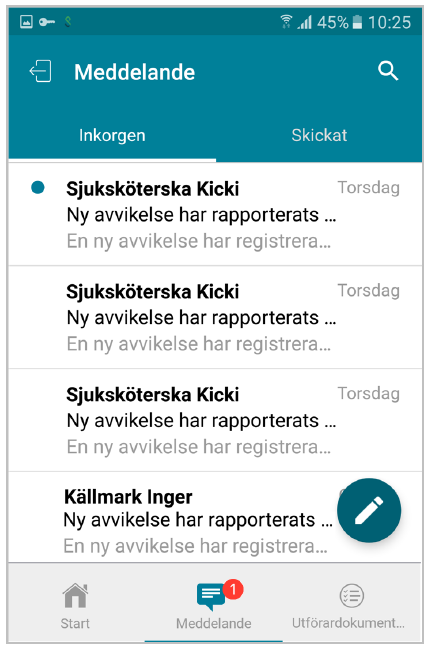 45% 10:25
Meddelande
Inkorgen Skickat
Sjuksköterska Kicki Torsdag
Ny avvikelse har rapporterats ...
En ny avvikelse har registrera...
Sjuksköterska Kicki Torsdag
Ny avvikelse har rapporterats ...
En ny avvikelse har registrera...
Sjuksköterska Kicki Torsdag
Ny avvikelse har rapporterats ...
En ny avvikelse har registrera...
Källmark Inger
Ny avvikelse har rapporterats ...
En ny avvikelse har registrera...
1
Start Meddelande Utförardokument...